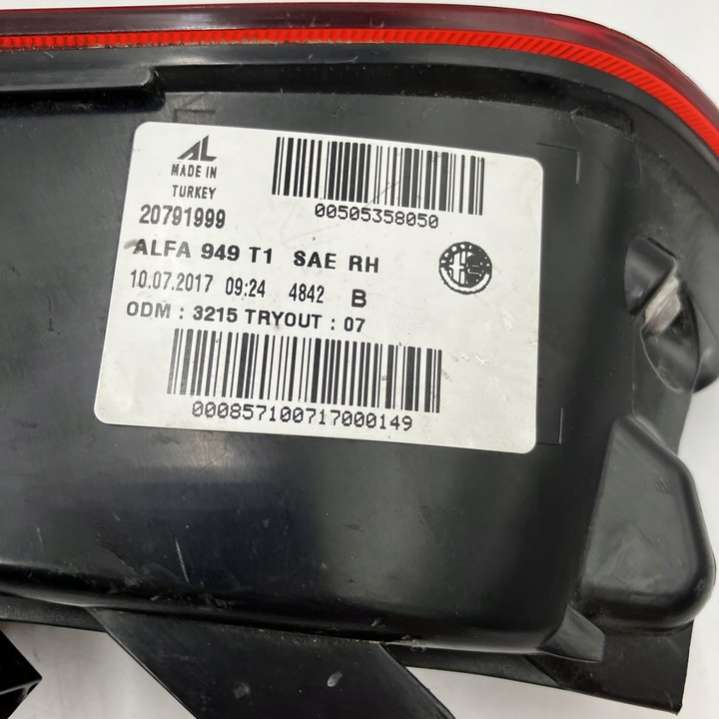 AL
MADE IN
TURKEY
00505358050
20791999
ALFA 949 T1 SAE RH
10.07.2017 09:24 4842 B
ODM : 3215 TRYOUT : 07
000857100717000149